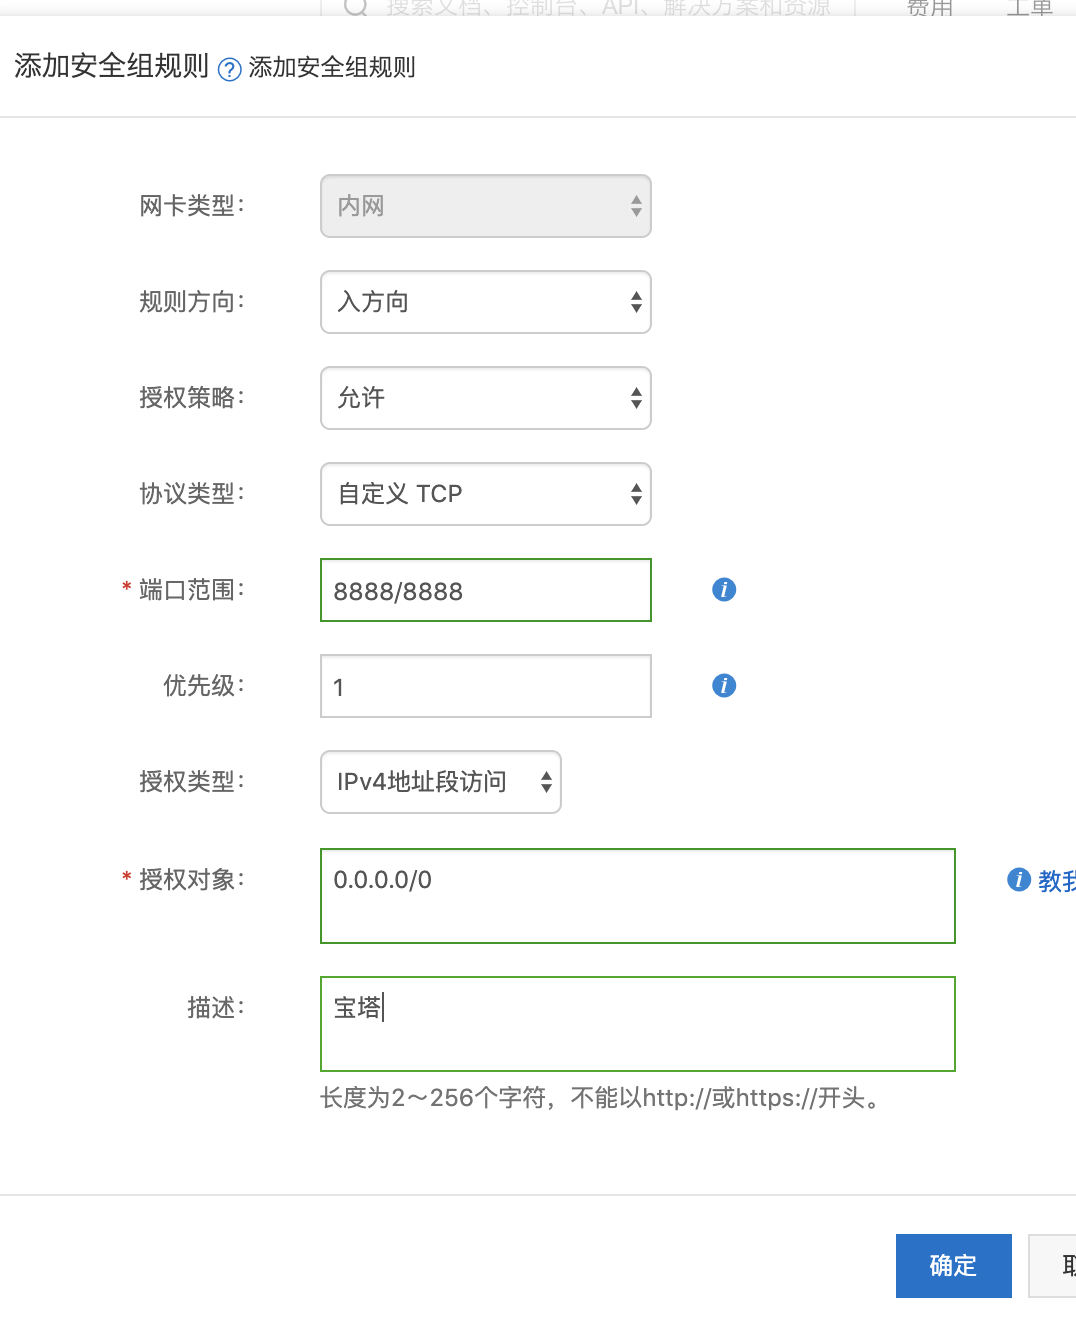 搜索文档、控制台、API、解决方案和资源 费用 工单
添加安全组规则 ? 添加安全组规则
网卡类型： 内网
规则方向： 入方向
授权策略： 允许
协议类型： 自定义 TCP
* 端口范围： 8888/8888
优先级： 1
授权类型： IPv4地址段访问
* 授权对象： 0.0.0.0/0 教我
描述： 宝塔
长度为2～256个字符，不能以http://或https://开头。
确定